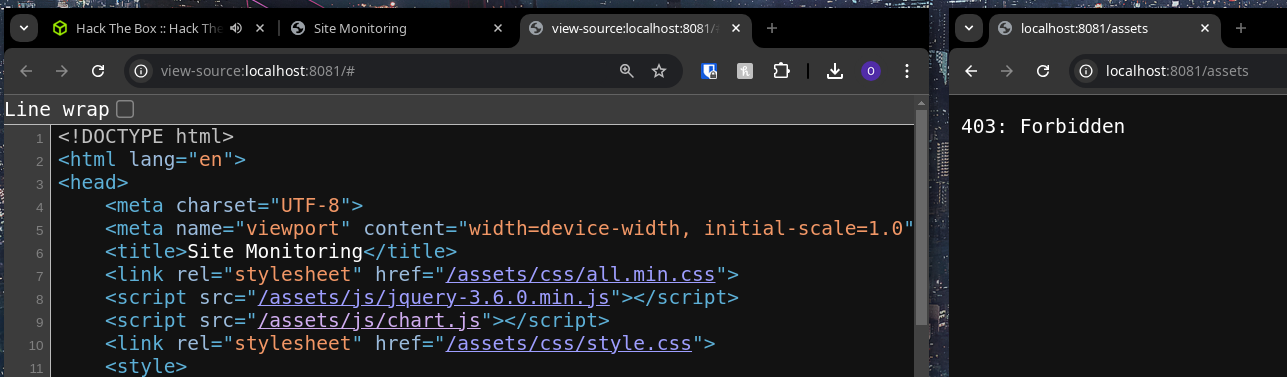 Hack The Box :: Hack The
Site Monitoring
view-source:localhost:8081/#
localhost:8081/assets
view-source:localhost:8081/#
O
localhost:8081/assets
Line wrap
403: Forbidden
1 <!DOCTYPE html>
2 <html lang="en">
3 <head>
4 <meta charset="UTF-8">
5 <meta name="viewport" content="width=device-width, initial-scale=1.0"
6 <title>Site Monitoring</title>
7 <link rel="stylesheet" href="/assets/css/all.min.css">
8 <script src="/assets/js/jquery-3.6.0.min.js"></script>
9 <script src="/assets/js/chart.js"></script>
10 <link rel="stylesheet" href="/assets/css/style.css">
11 <style>